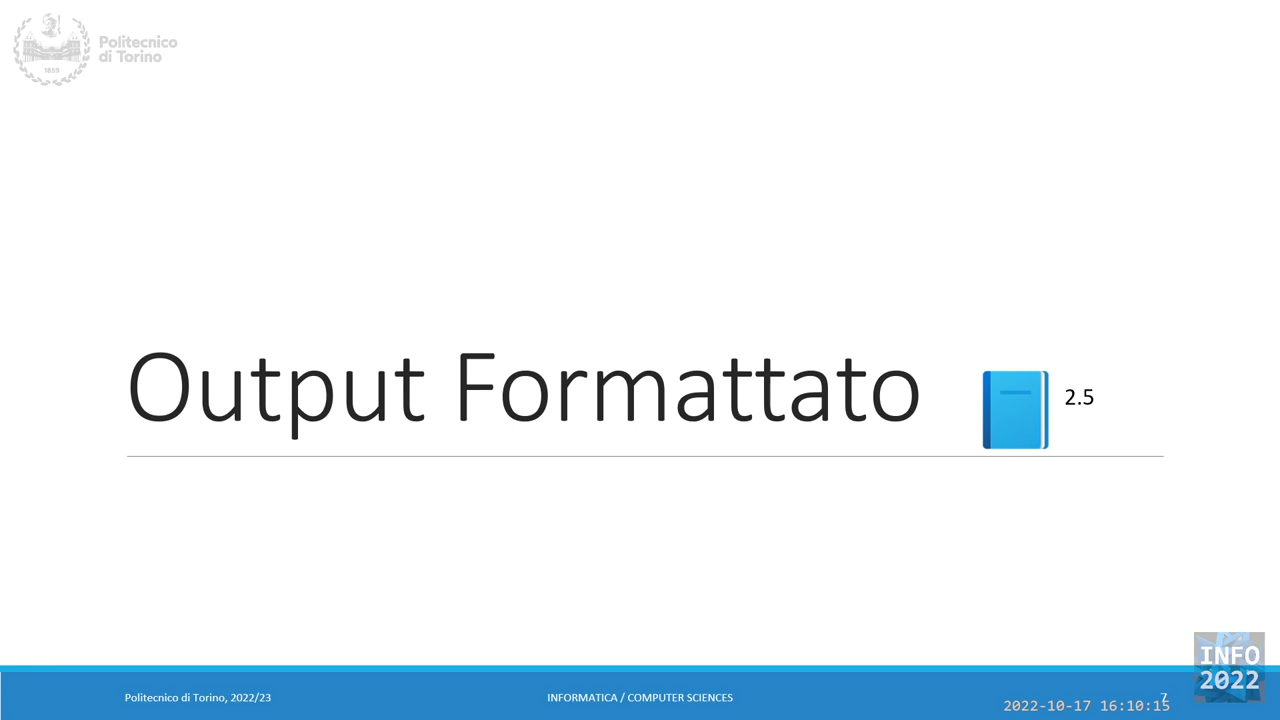 Politecnico
di Torino
1859
Output Formattato
2.5
INFO
2022
Politecnico di Torino, 2022/23
INFORMATICA / COMPUTER SCIENCES
7
2022-10-17 16:10:15